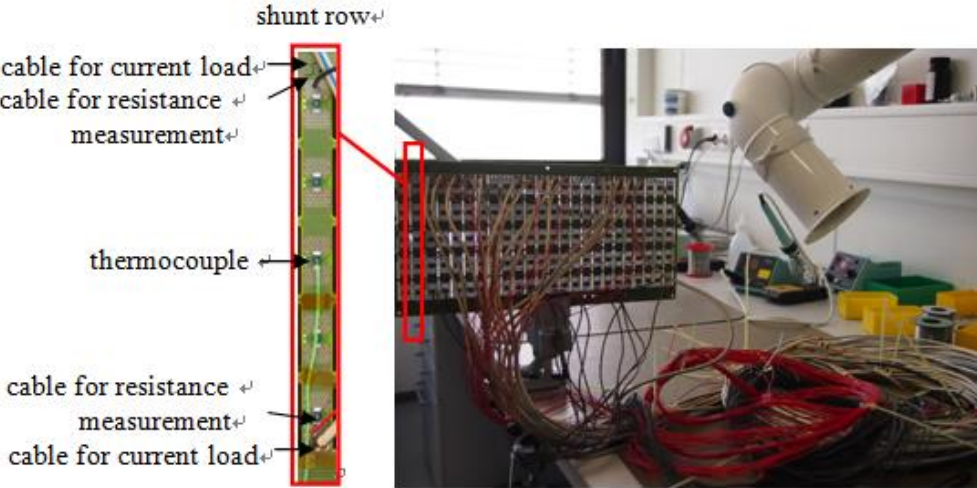 shunt row
cable for current load
cable for resistance
measurement
thermocouple
cable for resistance
measurement
cable for current load